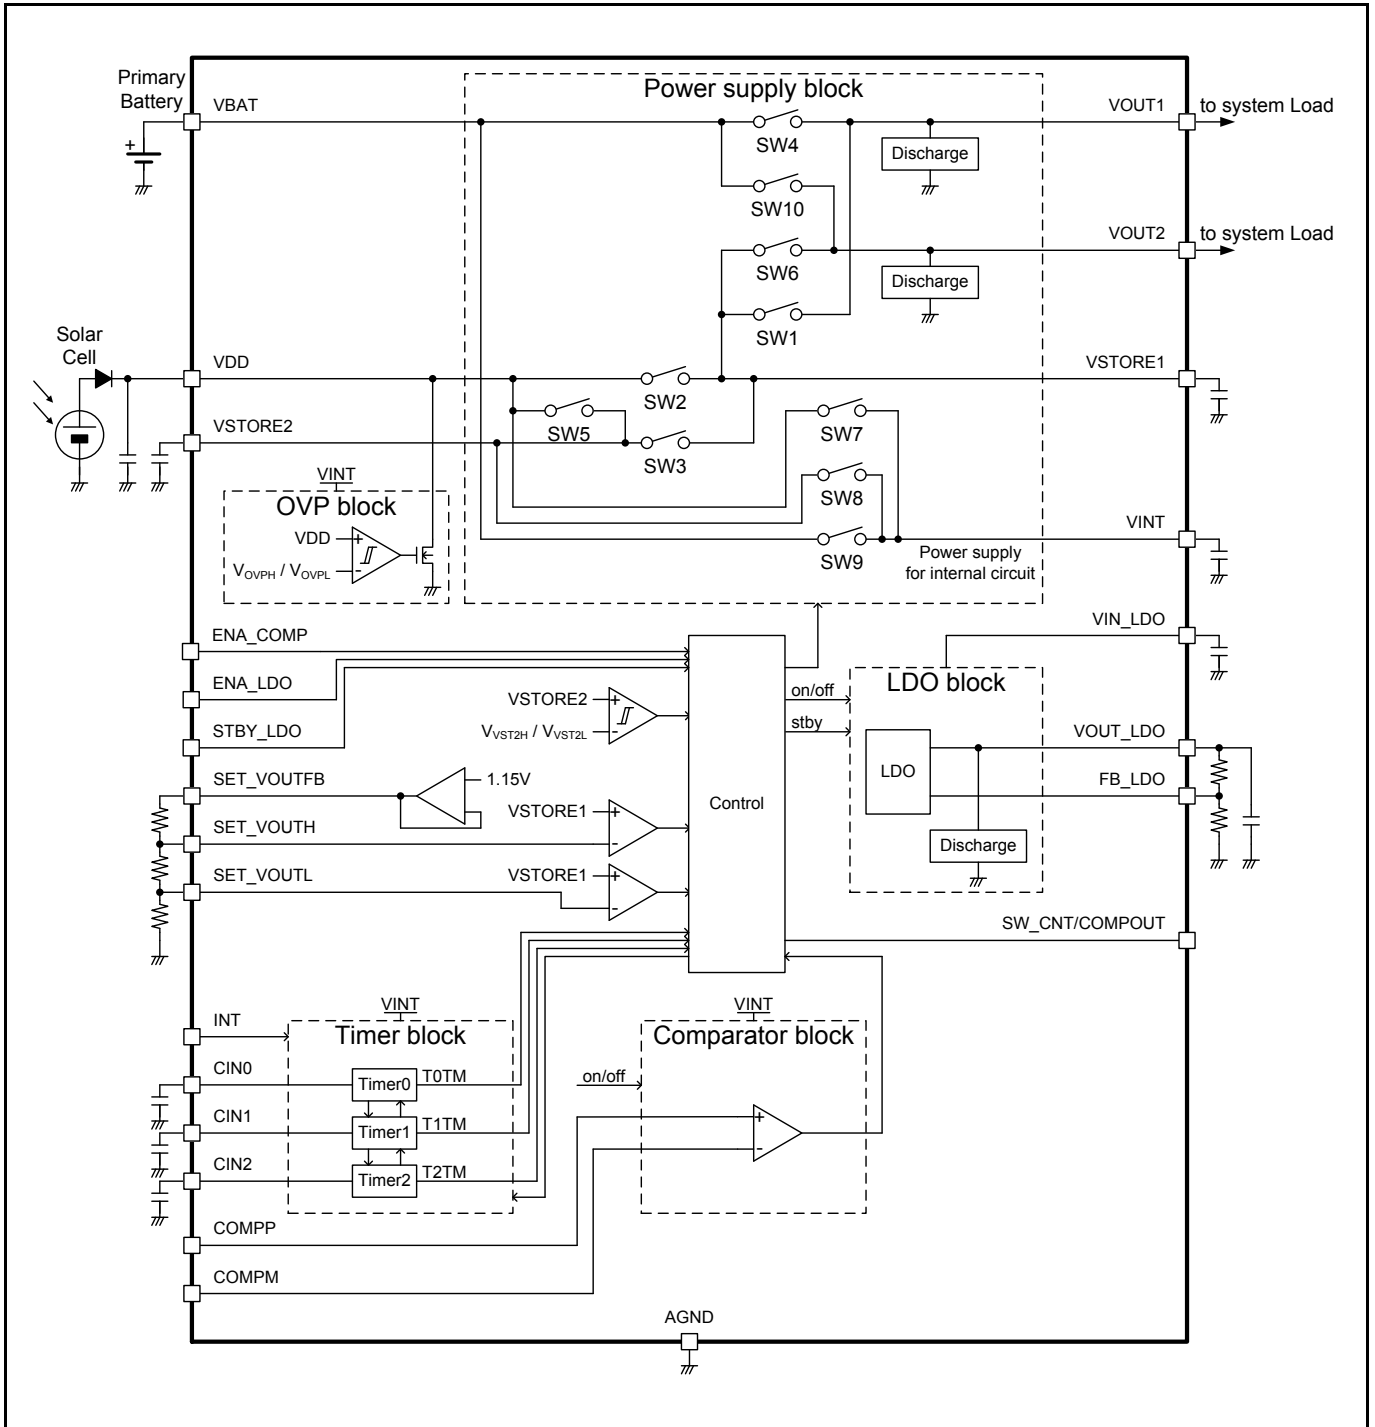 Primary
Battery
+
VBAT
Power supply block
VOUT1
to system Load
SW4
Discharge
SW10
VOUT2
to system Load
SW6
Discharge
SW1
Solar
Cell
VDD
VSTORE1
SW2
VSTORE2
SW5
SW7
SW3
SW8
VINT
OVP block
VDD
+
VOVPH / VOVPL
-
SW9
Power supply
for internal circuit
VINT
ENA_COMP
VIN_LDO
ENA_LDO
STBY_LDO
VSTORE2
+
VVST2H / VVST2L
-
on/off
stby
LDO block
VOUT_LDO
LDO
FB_LDO
Discharge
SET_VOUTFB
1.15V
SET_VOUTH
VSTORE1
+
-
Control
SET_VOUTL
VSTORE1
+
-
SW_CNT/COMPOUT
INT
VINT
Timer block
VINT
Comparator block
CIN0
Timer0
T0TM
on/off
CIN1
Timer1
T1TM
+
-
CIN2
Timer2
T2TM
COMPP
COMPM
AGND